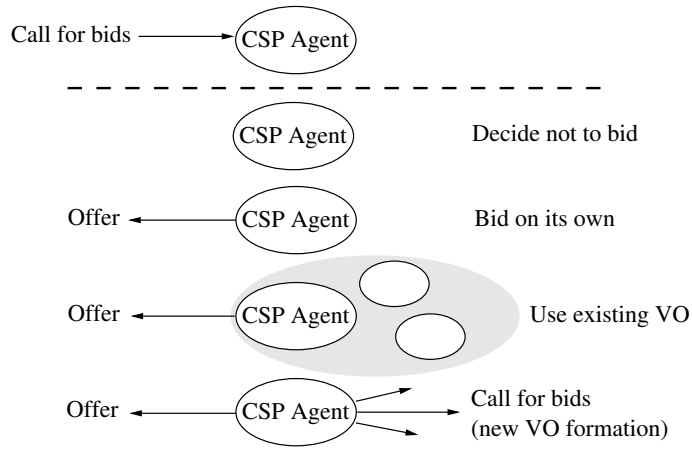 Call for bids
CSP Agent
CSP Agent
Decide not to bid
Offer
CSP Agent
Bid on its own
Offer
CSP Agent
Use existing VO
Offer
CSP Agent
Call for bids
(new VO formation)